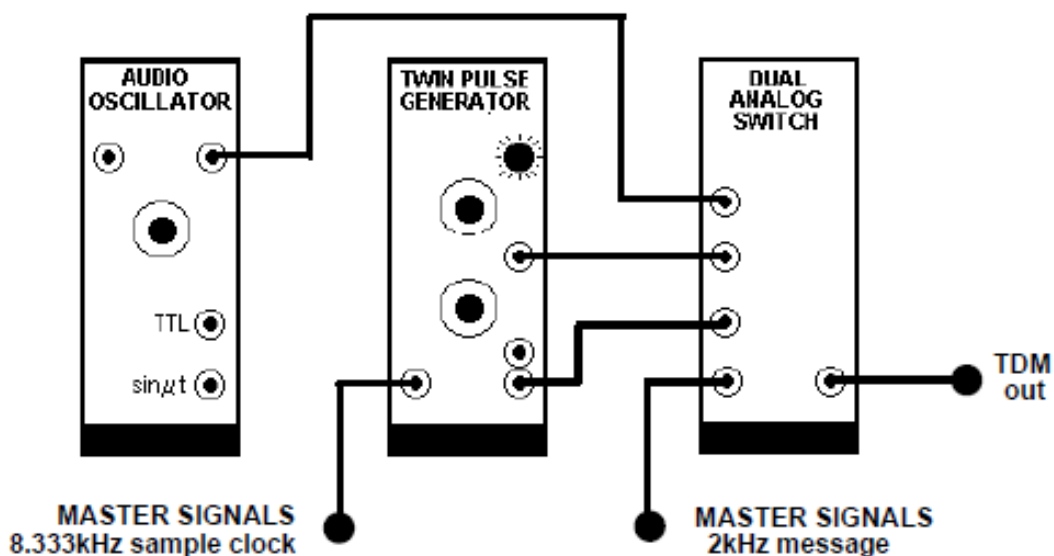 AUDIO
OSCILLATOR
TTL
sinμt
TWIN PULSE
GENERATOR
DUAL
ANALOG
SWITCH
TDM
out
MASTER SIGNALS
8.333kHz sample clock
MASTER SIGNALS
2kHz message